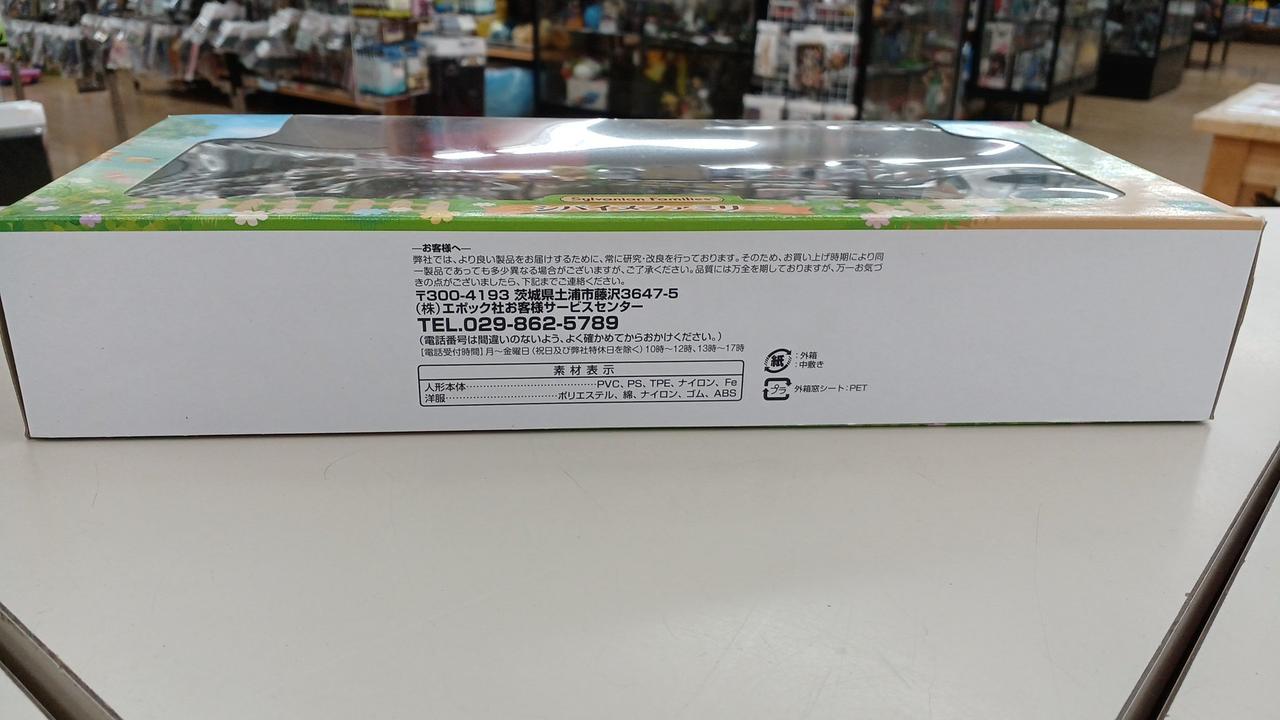 Sylvanian Families
シバイヌファミリー
―お客様へ―
弊社では、より良い製品をお届けするために、常に研究・改良を行っております。そのため、お買い上げ時期により同
一製品であっても多少異なる場合がございますが、ご了承ください。品質には万全を期しておりますが、万一お気づ
きの点がございましたら、下記までご連絡ください。
〒300-4193 茨城県土浦市藤沢3647-5
（株）エポック社お客様サービスセンター
TEL.029-862-5789
（電話番号は間違いのないよう、よく確かめてからおかけください。）
［電話受付時間］月～金曜日（祝日及び弊社特休日を除く）10時～12時、13時～17時
素材表示
人形本体……………………………PVC、PS、TPE、ナイロン、Fe
洋服…………………………ポリエステル、綿、ナイロン、ゴム、ABS
紙：外箱
：中敷き
プラ 外箱窓シート：PET